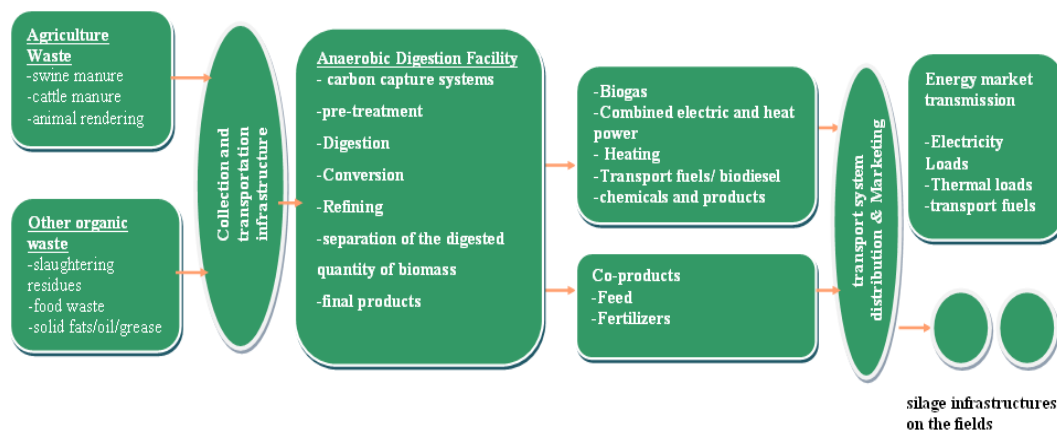 Agriculture
Waste
-swine manure
-cattle manure
-animal rendering
Other organic
waste
-slaughtering
residues
-food waste
-solid fats/oil/grease
Collection and
transportation
infrastructure
Anaerobic Digestion Facility
- carbon capture systems
-pre-treatment
-Digestion
-Conversion
-Refining
-separation of the digested
quantity of biomass
-final products
-Biogas
-Combined electric and heat
power
- Heating
-Transport fuels/ biodiesel
-chemicals and products
Co-products
-Feed
-Fertilizers
transport system
distribution & Marketing
Energy market
transmission
-Electricity
Loads
-Thermal loads
-transport fuels
silage infrastructures
on the fields